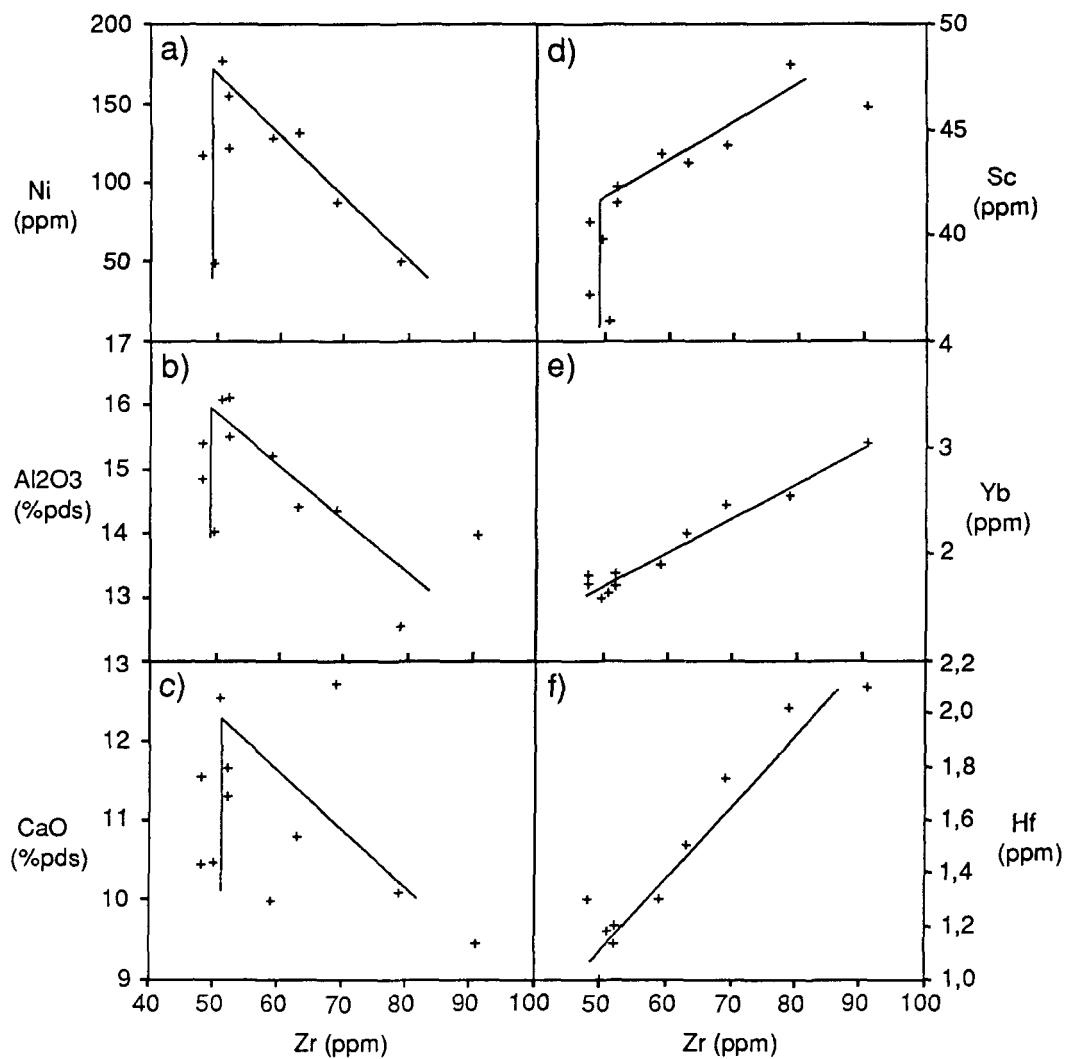 200
a)
150
100
50
Ni
(ppm)
d)
50
45
40
Sc
(ppm)
17
b)
16
15
14
13
Al2O3
(%pds)
4
e)
3
2
Yb
(ppm)
13
c)
12
11
10
9
CaO
(%pds)
2,2
f)
2,0
1,8
1,6
1,4
1,2
1,0
Hf
(ppm)
40 50 60 70 80 90 100 50 60 70 80 90 100
Zr (ppm) Zr (ppm)